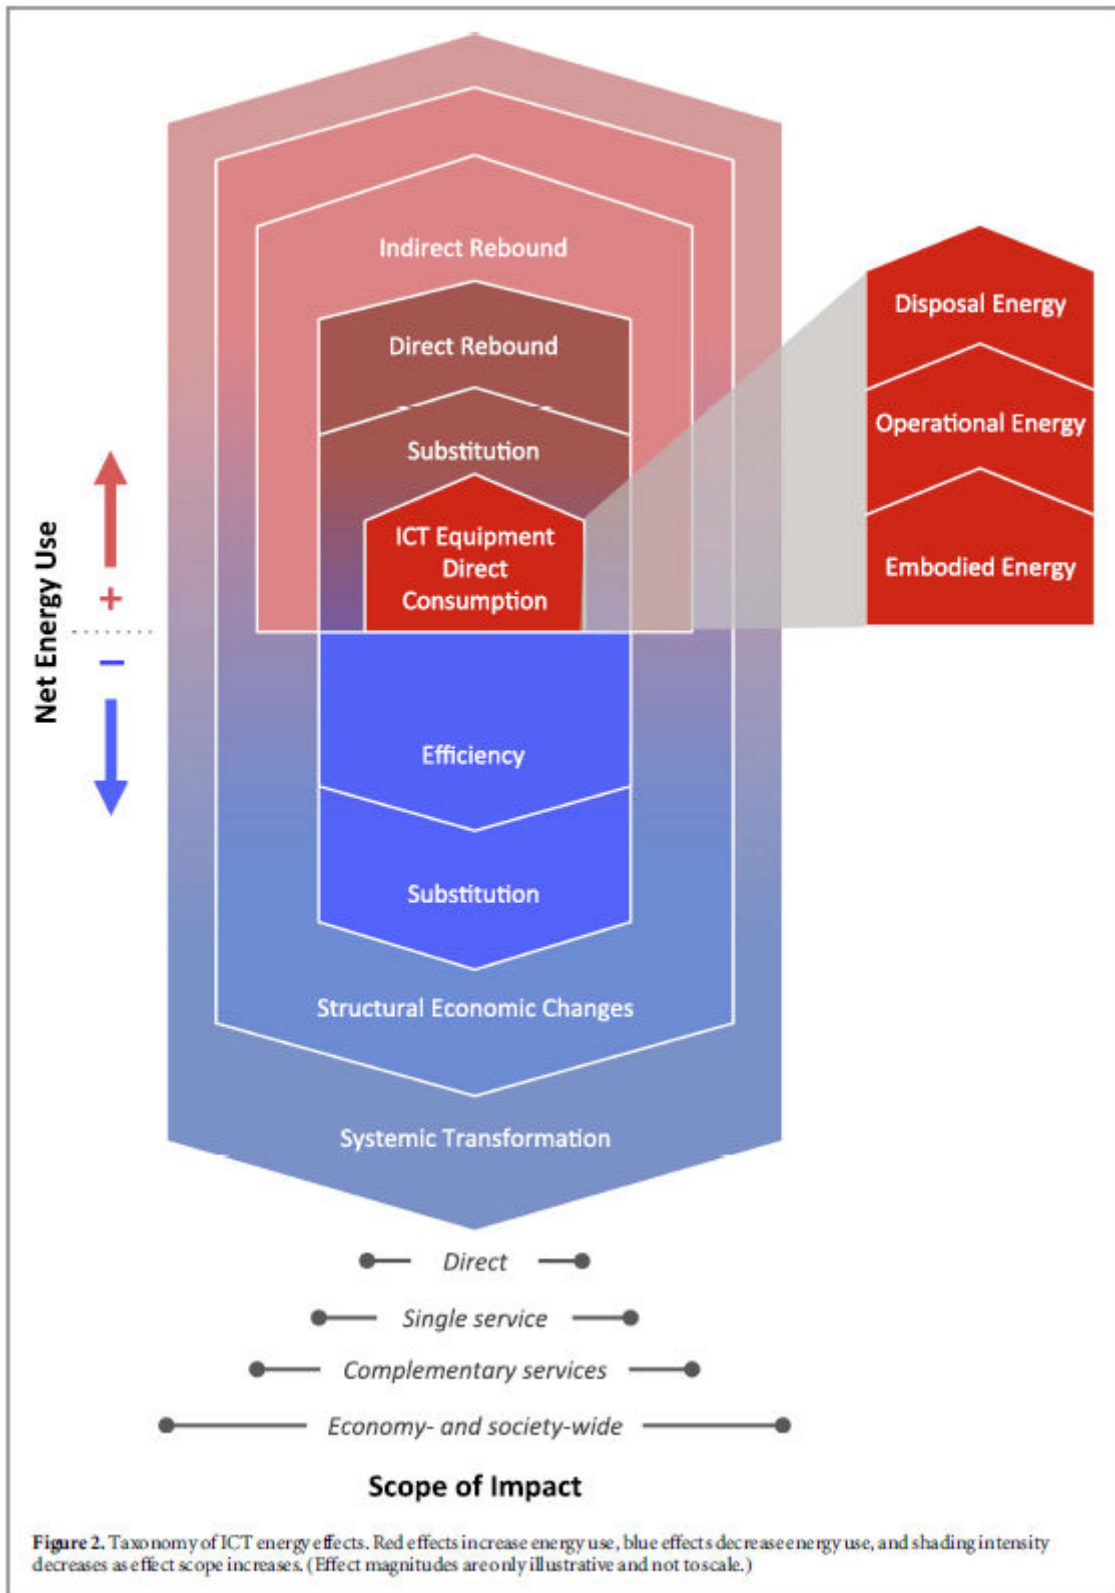 Indirect Rebound
Direct Rebound
Substitution
ICT Equipment
Direct
Consumption
Disposal Energy
Operational Energy
Embodied Energy
Net Energy Use
+
−
Efficiency
Substitution
Structural Economic Changes
Systemic Transformation
Direct
Single service
Complementary services
Economy- and society-wide
Scope of Impact
Figure 2. Taxonomy of ICT energy effects. Red effects increase energy use, blue effects decrease energy use, and shading intensity
decreases as effect scope increases. (Effect magnitudes are only illustrative and not to scale.)